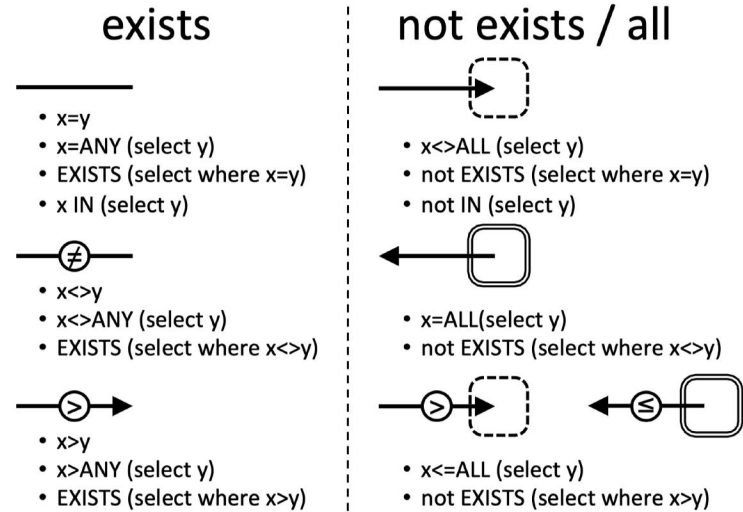 exists
not exists / all
• x=y
• x=ANY (select y)
• EXISTS (select where x=y)
• x IN (select y)
• x<>ALL (select y)
• not EXISTS (select where x=y)
• not IN (select y)
≠
• x<>y
• x<>ANY (select y)
• EXISTS (select where x<>y)
• x=ALL(select y)
• not EXISTS (select where x<>y)
>
• x>y
• x>ANY (select y)
• EXISTS (select where x>y)
> ≤
• x<=ALL (select y)
• not EXISTS (select where x>y)